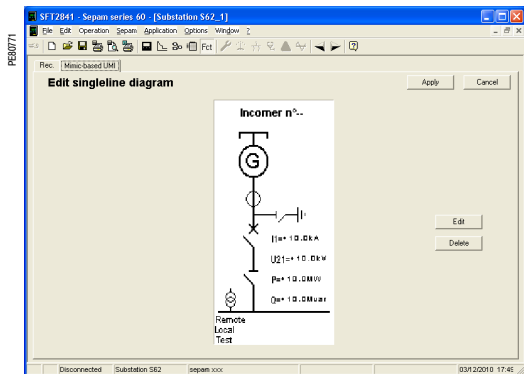 PE80771
SFT2841 - Sepam series 60 - [Substation S62_1]
File Edit Operation Sepam Application Options Window ?
Fct
Rec. Mimic-based UMI
Edit singleline diagram
Apply Cancel
Incomer n°--
G
I1=+ 10.0kA
U21=+ 10.0kV
P=+ 10.0MW
Q=+ 10.0Mvar
Remote
Local
Test
Edit
Delete
Disconnected Substation S62 sepam xxx 03/12/2010 17:45